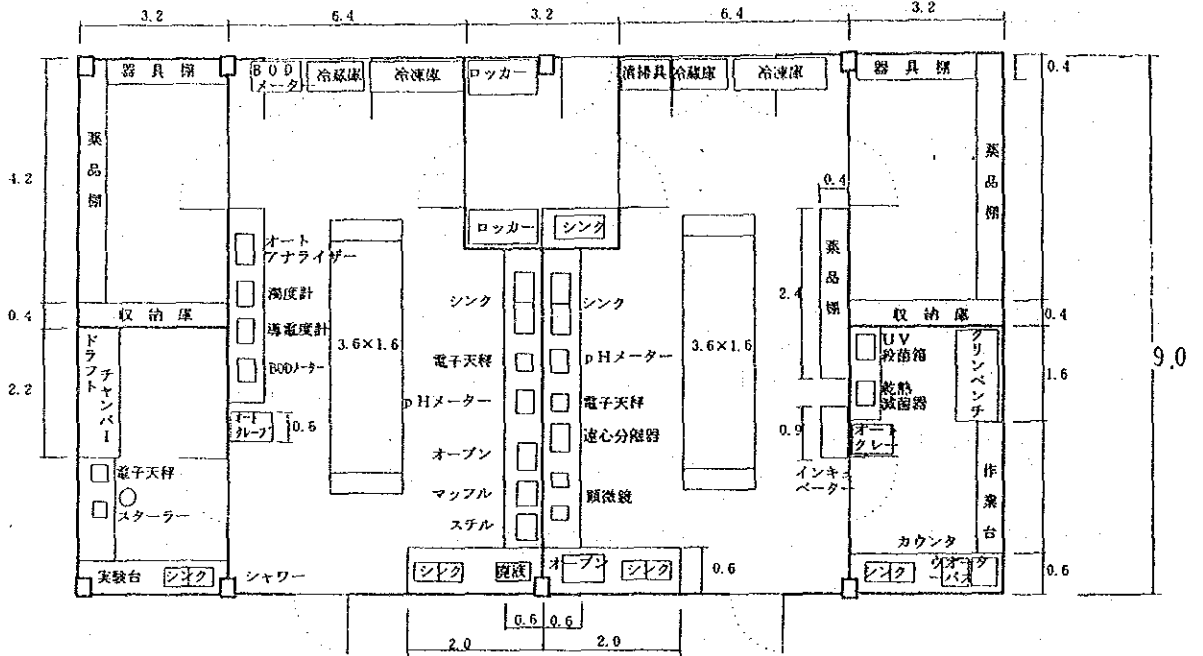 3.2
6.4
3.2
6.4
3.2
器具棚
BOD
メーター
冷蔵庫
冷凍庫
ロッカー
清掃具
冷蔵庫
冷凍庫
器具棚
0.4
薬品棚
薬品棚
4.2
0.4
ロッカー
シンク
オート
アナライザー
濁度計
導電度計
BODメーター
3.6×1.6
シンク
シンク
3.6×1.6
2.4
薬品棚
収納庫
収納庫
0.4
0.4
ドラフト
チャンバー
2.2
電子天秤
pHメーター
pHメーター
電子天秤
遠心分離器
UV
殺菌箱
乾熱
滅菌器
クリンベンチ
1.6
9.0
オート
クレーブ
0.6
オーブン
マッフル
スチル
顕微鏡
0.9
インキュ
ベーター
オート
クレー
電子天秤
スターラー
作業台
カウンタ
実験台
シンク
シャワー
シンク
廃液
オーブン
シンク
0.6
シンク
ウォータ
ーバス
0.6
0.6
0.6
2.0
2.0